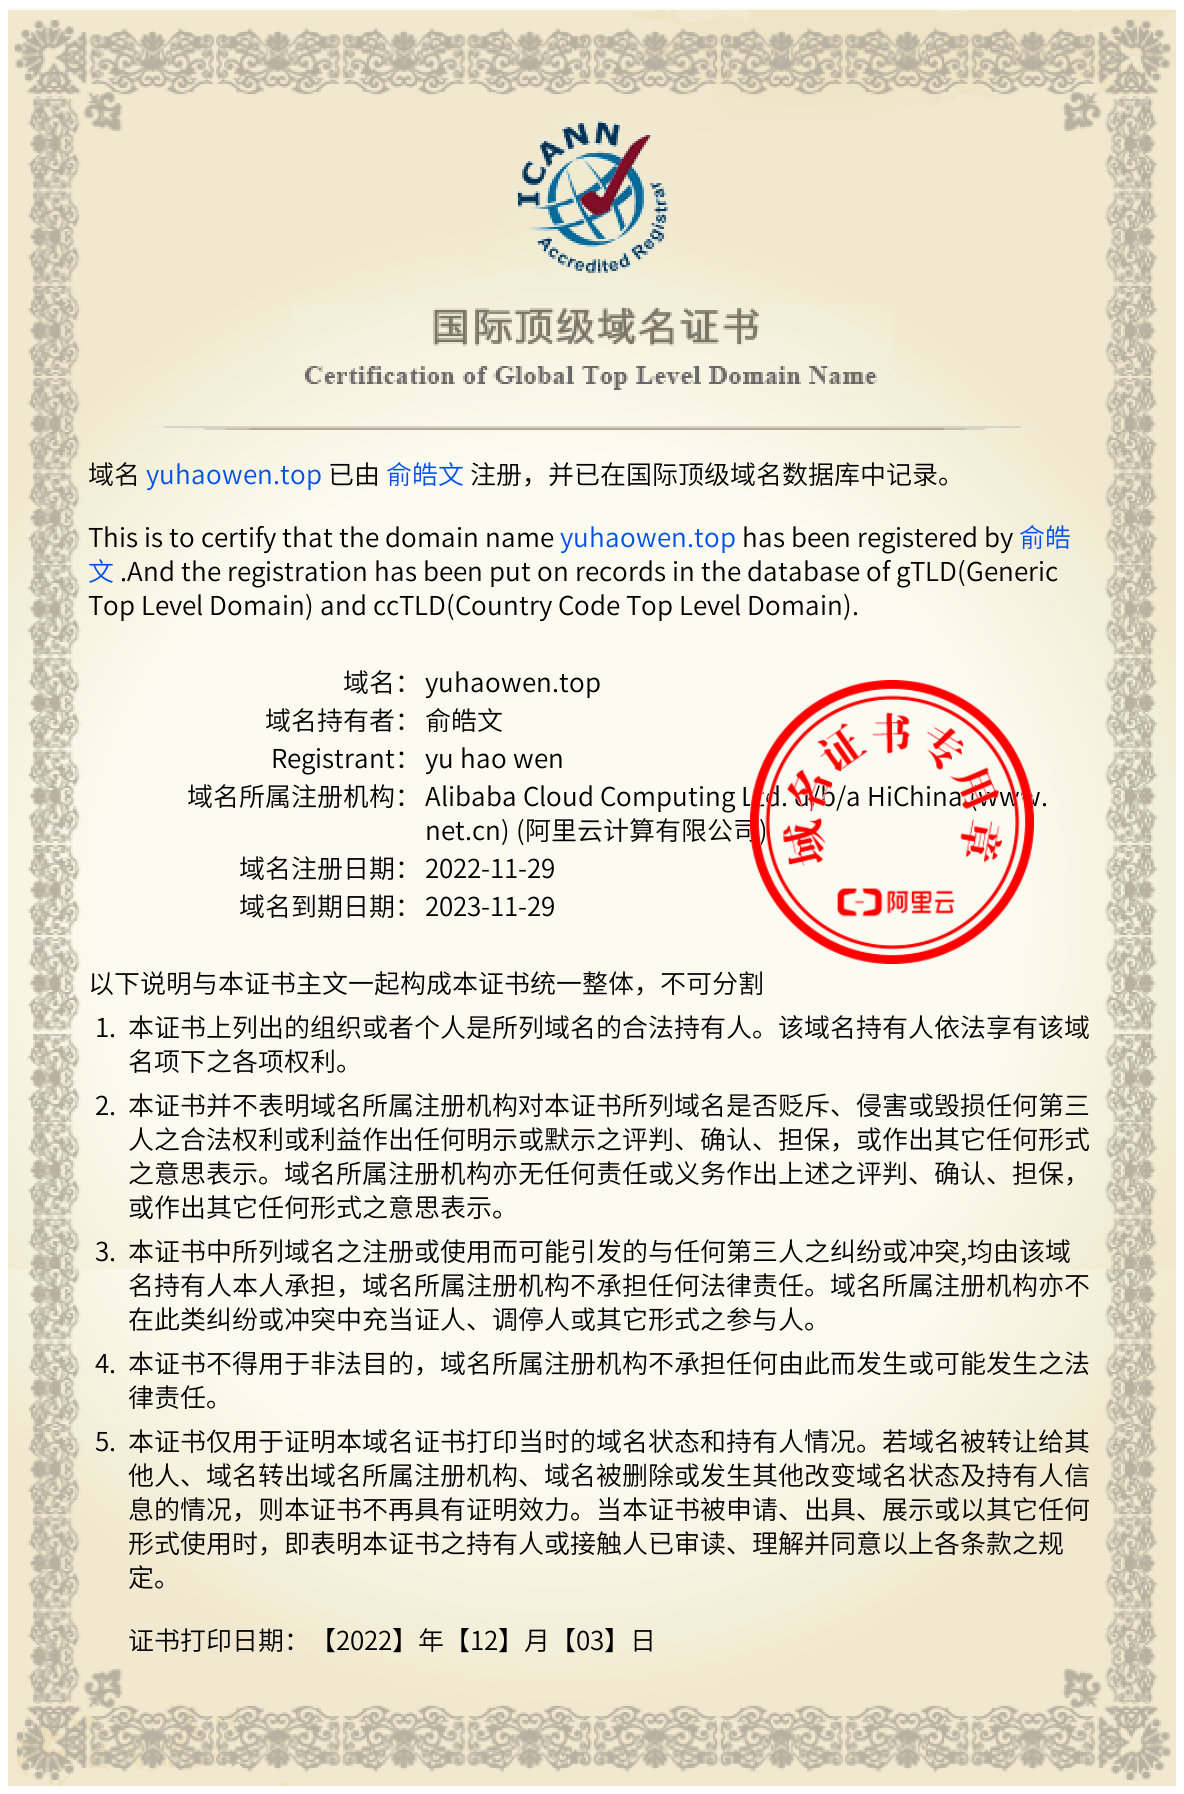 ICANN
Accredited Registrar
国际顶级域名证书
Certification of Global Top Level Domain Name
域名 yuhaowen.top 已由 俞皓文 注册，并已在国际顶级域名数据库中记录。
This is to certify that the domain name yuhaowen.top has been registered by 俞皓
文 .And the registration has been put on records in the database of gTLD(Generic
Top Level Domain) and ccTLD(Country Code Top Level Domain).
域名： yuhaowen.top
域名持有者： 俞皓文
Registrant： yu hao wen
域名所属注册机构： Alibaba Cloud Computing Ltd. d/b/a HiChina (www.
net.cn) (阿里云计算有限公司)
域名注册日期： 2022-11-29
域名到期日期： 2023-11-29
域名证书专用章
阿里云
以下说明与本证书主文一起构成本证书统一整体，不可分割
1. 本证书上列出的组织或者个人是所列域名的合法持有人。该域名持有人依法享有该域
名项下之各项权利。
2. 本证书并不表明域名所属注册机构对本证书所列域名是否贬斥、侵害或毁损任何第三
人之合法权利或利益作出任何明示或默示之评判、确认、担保，或作出其它任何形式
之意思表示。域名所属注册机构亦无任何责任或义务作出上述之评判、确认、担保，
或作出其它任何形式之意思表示。
3. 本证书中所列域名之注册或使用而可能引发的与任何第三人之纠纷或冲突,均由该域
名持有人本人承担，域名所属注册机构不承担任何法律责任。域名所属注册机构亦不
在此类纠纷或冲突中充当证人、调停人或其它形式之参与人。
4. 本证书不得用于非法目的，域名所属注册机构不承担任何由此而发生或可能发生之法
律责任。
5. 本证书仅用于证明本域名证书打印当时的域名状态和持有人情况。若域名被转让给其
他人、域名转出域名所属注册机构、域名被删除或发生其他改变域名状态及持有人信
息的情况，则本证书不再具有证明效力。当本证书被申请、出具、展示或以其它任何
形式使用时，即表明本证书之持有人或接触人已审读、理解并同意以上各条款之规
定。
证书打印日期：【2022】年【12】月【03】日